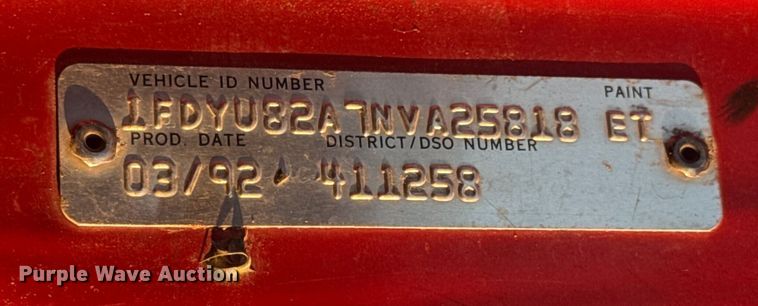 VEHICLE ID NUMBER PAINT
1FDYU82A7NVA25818 ET
PROD. DATE DISTRICT/DSO NUMBER
03/92 411258
Purple Wave Auction